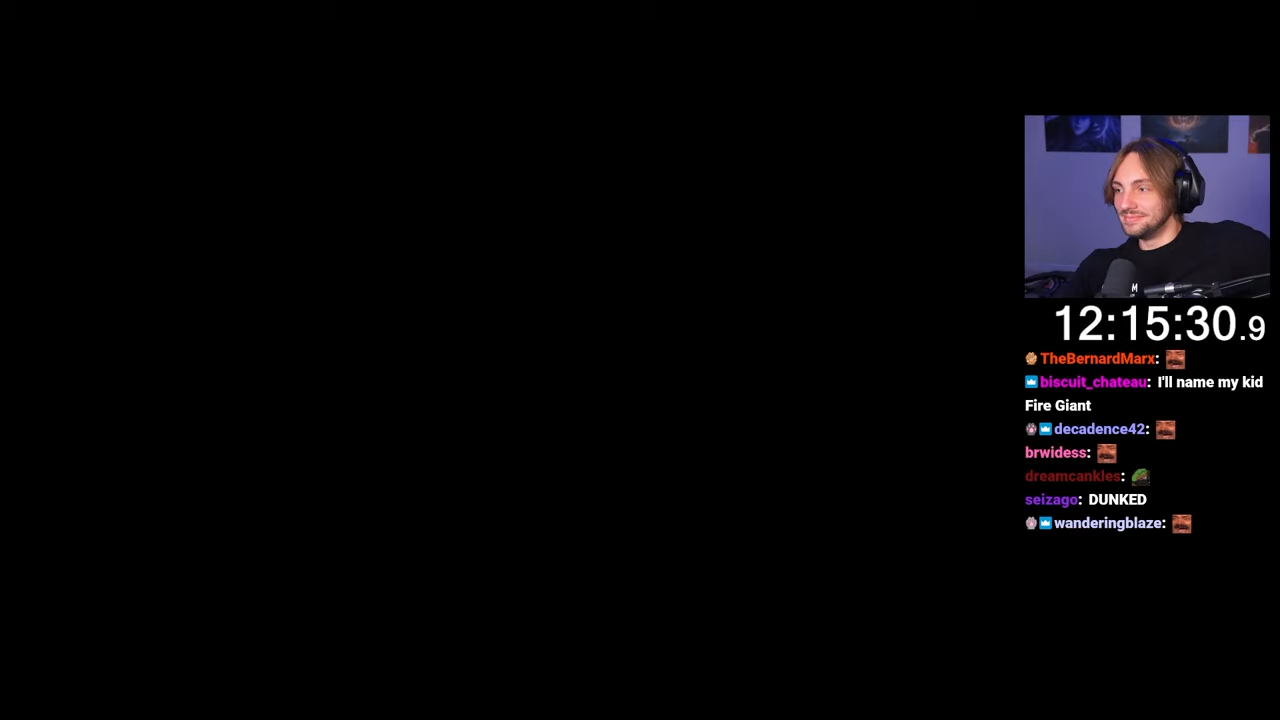 M
12:15:30.9
TheBernardMarx:
biscuit_chateau: I'll name my kid
Fire Giant
decadence42:
brwidess:
dreamcankles:
seizago: DUNKED
wanderingblaze: